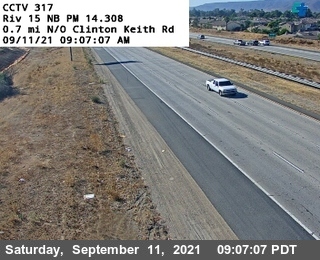 CCTV 317
Riv 15 NB PM 14.308
0.7 mi N/O Clinton Keith Rd
09/11/21 09:07:07 AM
Saturday, September 11, 2021 09:07:07 PDT